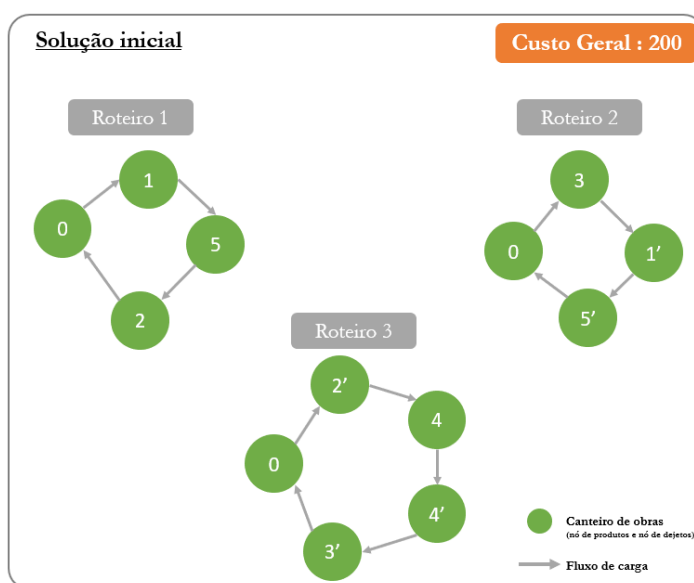 Solução inicial
Custo Geral : 200
Roteiro 1
Roteiro 2
1
0
5
2
3
0
1’
5’
Roteiro 3
2’
4
0
4’
3’
Canteiro de obras
(nó de produtos e nó de dejetos)
Fluxo de carga